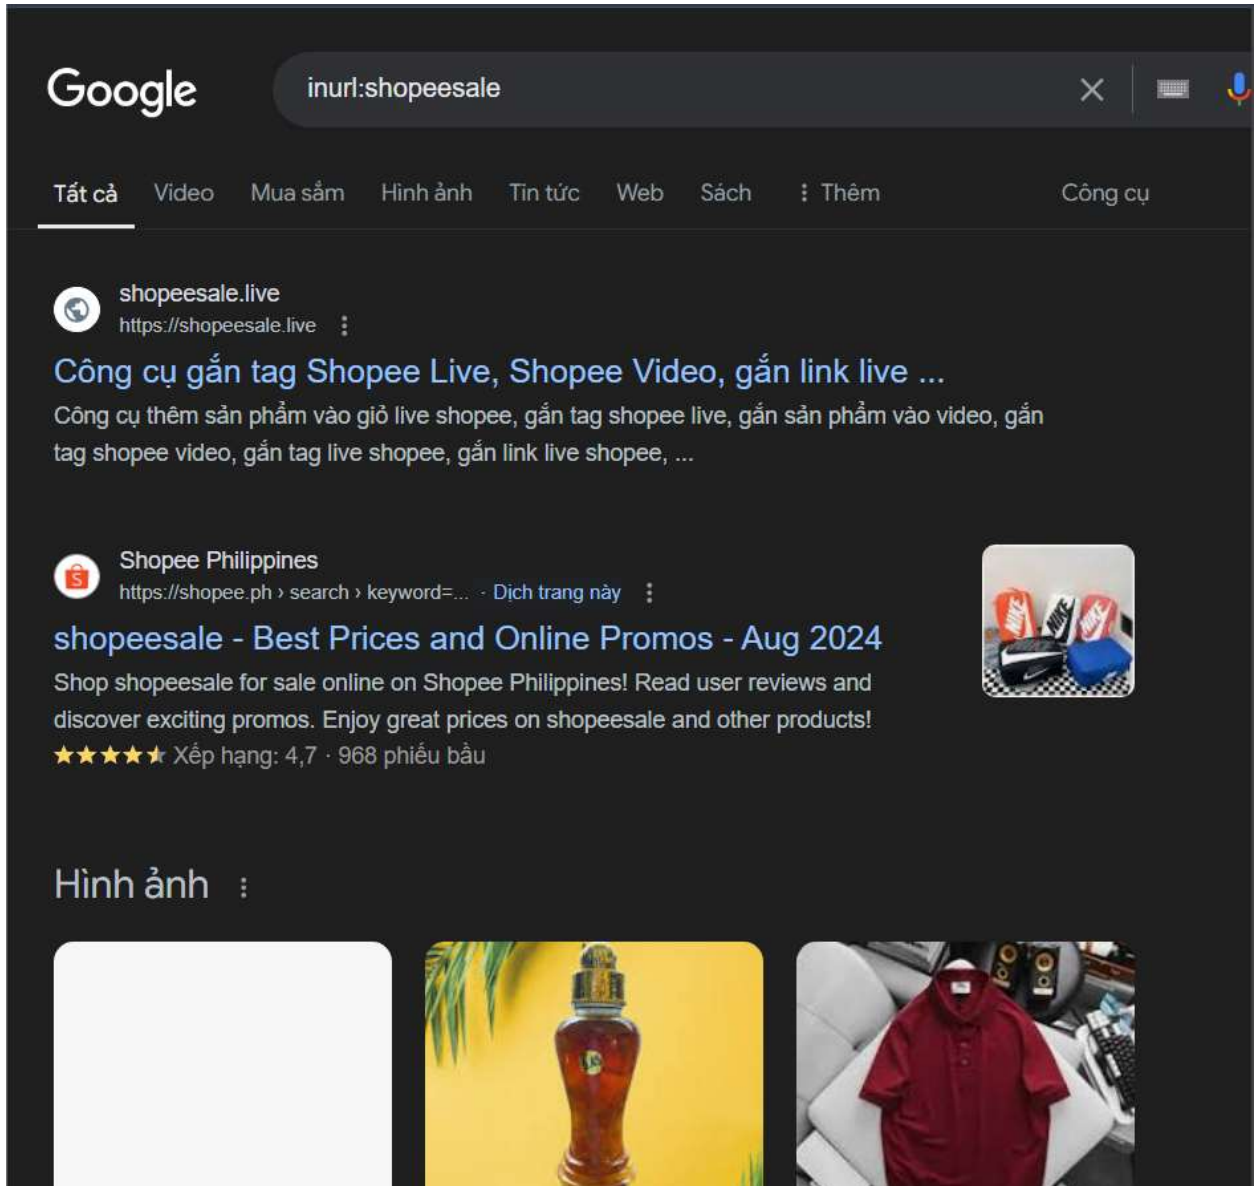 Google
inurl:shopeesale
Tất cả Video Mua sắm Hình ảnh Tin tức Web Sách Thêm Công cụ
shopeesale.live
https://shopeesale.live
Công cụ gắn tag Shopee Live, Shopee Video, gắn link live ...
Công cụ thêm sản phẩm vào giỏ live shopee, gắn tag shopee live, gắn sản phẩm vào video, gắn
tag shopee video, gắn tag live shopee, gắn link live shopee, ...
Shopee Philippines
https://shopee.ph › search › keyword=... · Dịch trang này
shopeesale - Best Prices and Online Promos - Aug 2024
Shop shopeesale for sale online on Shopee Philippines! Read user reviews and
discover exciting promos. Enjoy great prices on shopeesale and other products!
Xếp hạng: 4,7 · 968 phiếu bầu
NIKE
NIKE
NIKE
Hình ảnh